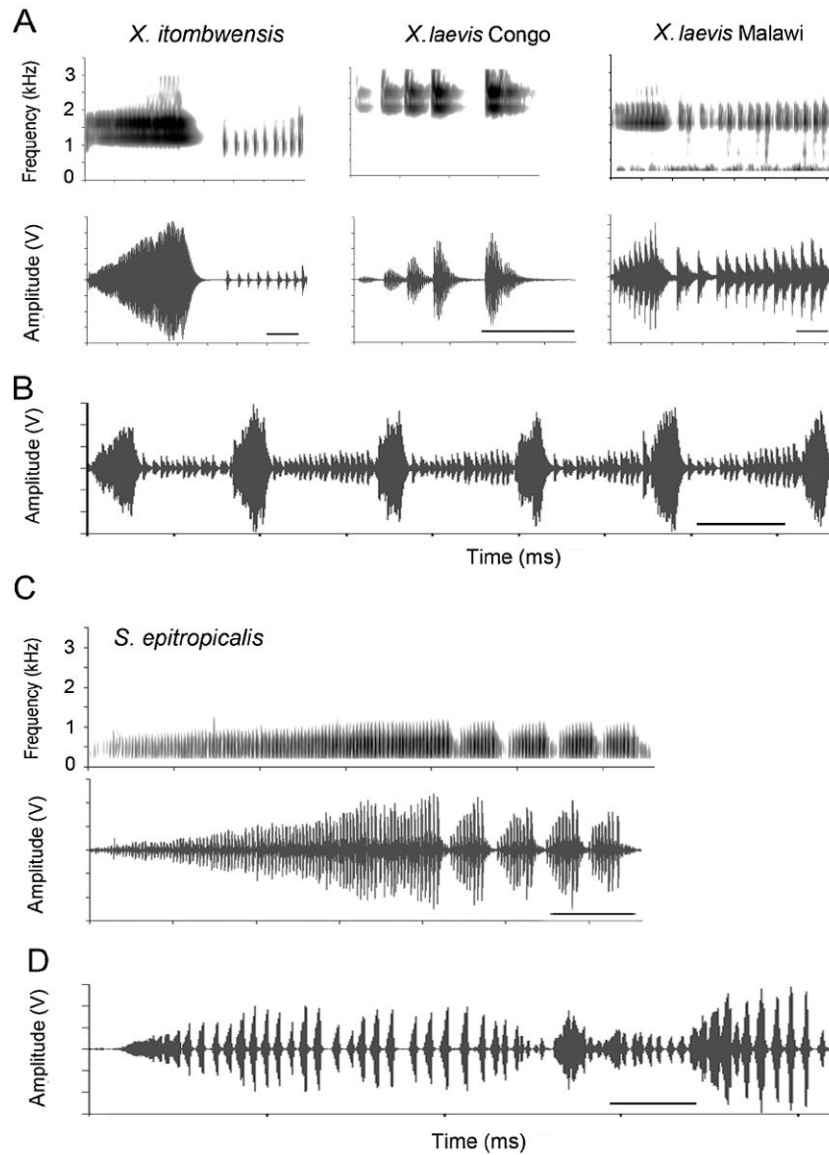 A
X. itombwensis
X. laevis Congo
X. laevis Malawi
Frequency (kHz)
3
2
1
0
Amplitude (V)
B
Amplitude (V)
Time (ms)
C
S. epitropicalis
Frequency (kHz)
3
2
1
0
Amplitude (V)
D
Amplitude (V)
Time (ms)